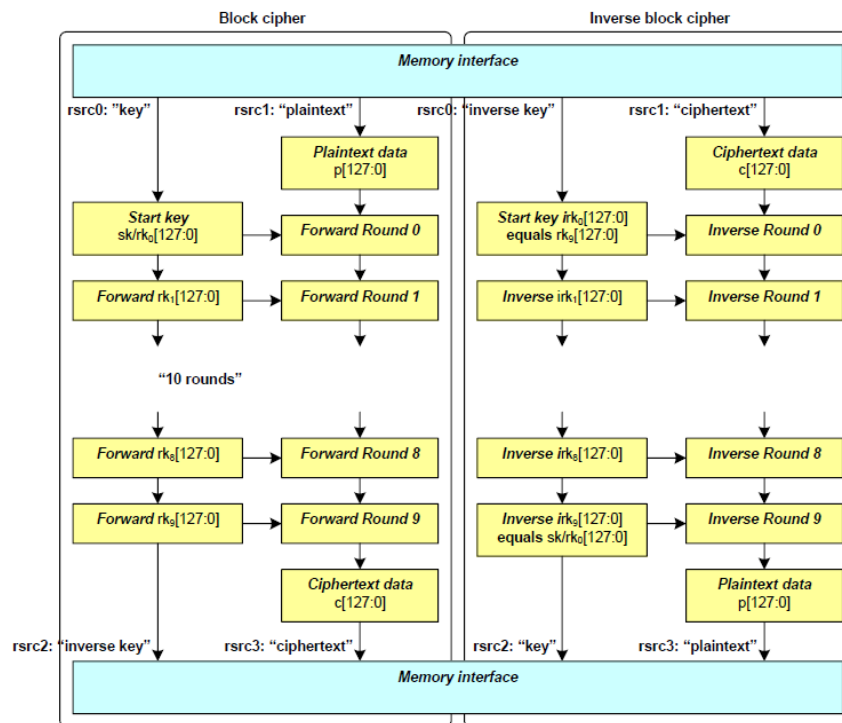 Block cipher
Inverse block cipher
Memory interface
rsrc0: ”key”
rsrc1: “plaintext”
rsrc0: “inverse key”
rsrc1: “ciphertext”
Plaintext data
p[127:0]
Ciphertext data
c[127:0]
Start key
sk/rk₀[127:0]
Forward Round 0
Start key irk₀[127:0]
equals rk₉[127:0]
Inverse Round 0
Forward rk₁[127:0]
Forward Round 1
Inverse irk₁[127:0]
Inverse Round 1
“10 rounds”
Forward rk₈[127:0]
Forward Round 8
Inverse irk₈[127:0]
Inverse Round 8
Forward rk₉[127:0]
Forward Round 9
Inverse irk₉[127:0]
equals sk/rk₀[127:0]
Inverse Round 9
Ciphertext data
c[127:0]
Plaintext data
p[127:0]
rsrc2: “inverse key”
rsrc3: “ciphertext”
rsrc2: “key”
rsrc3: “plaintext”
Memory interface